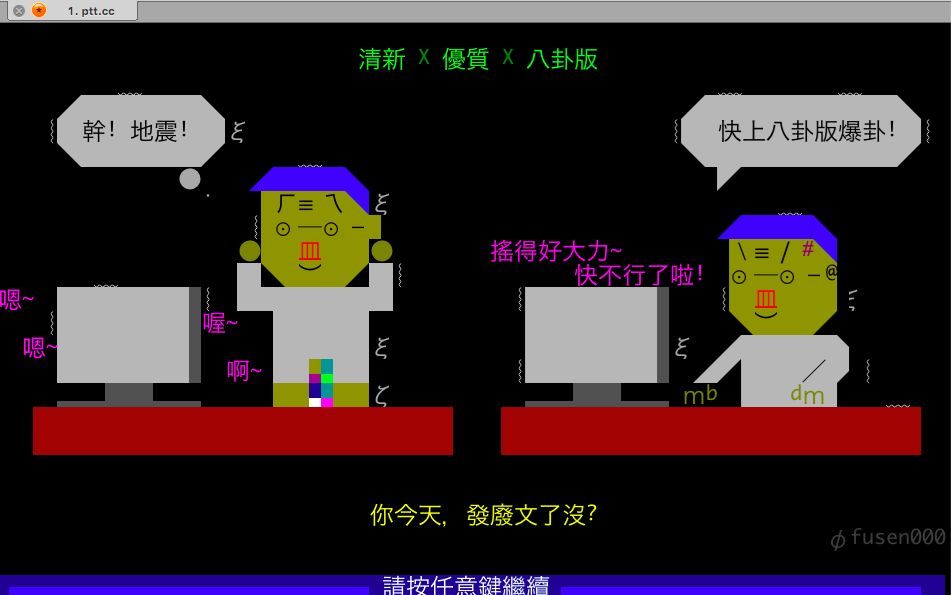 1. ptt.cc
清新 X 優質 X 八卦版
幹! 地震!
快上八卦版爆卦!
搖得好大力~
快不行了啦!
嗯~
喔~
嗯~
啊~
mb
dm
你今天, 發廢文了沒?
φ fusen000
請按任意鍵繼續